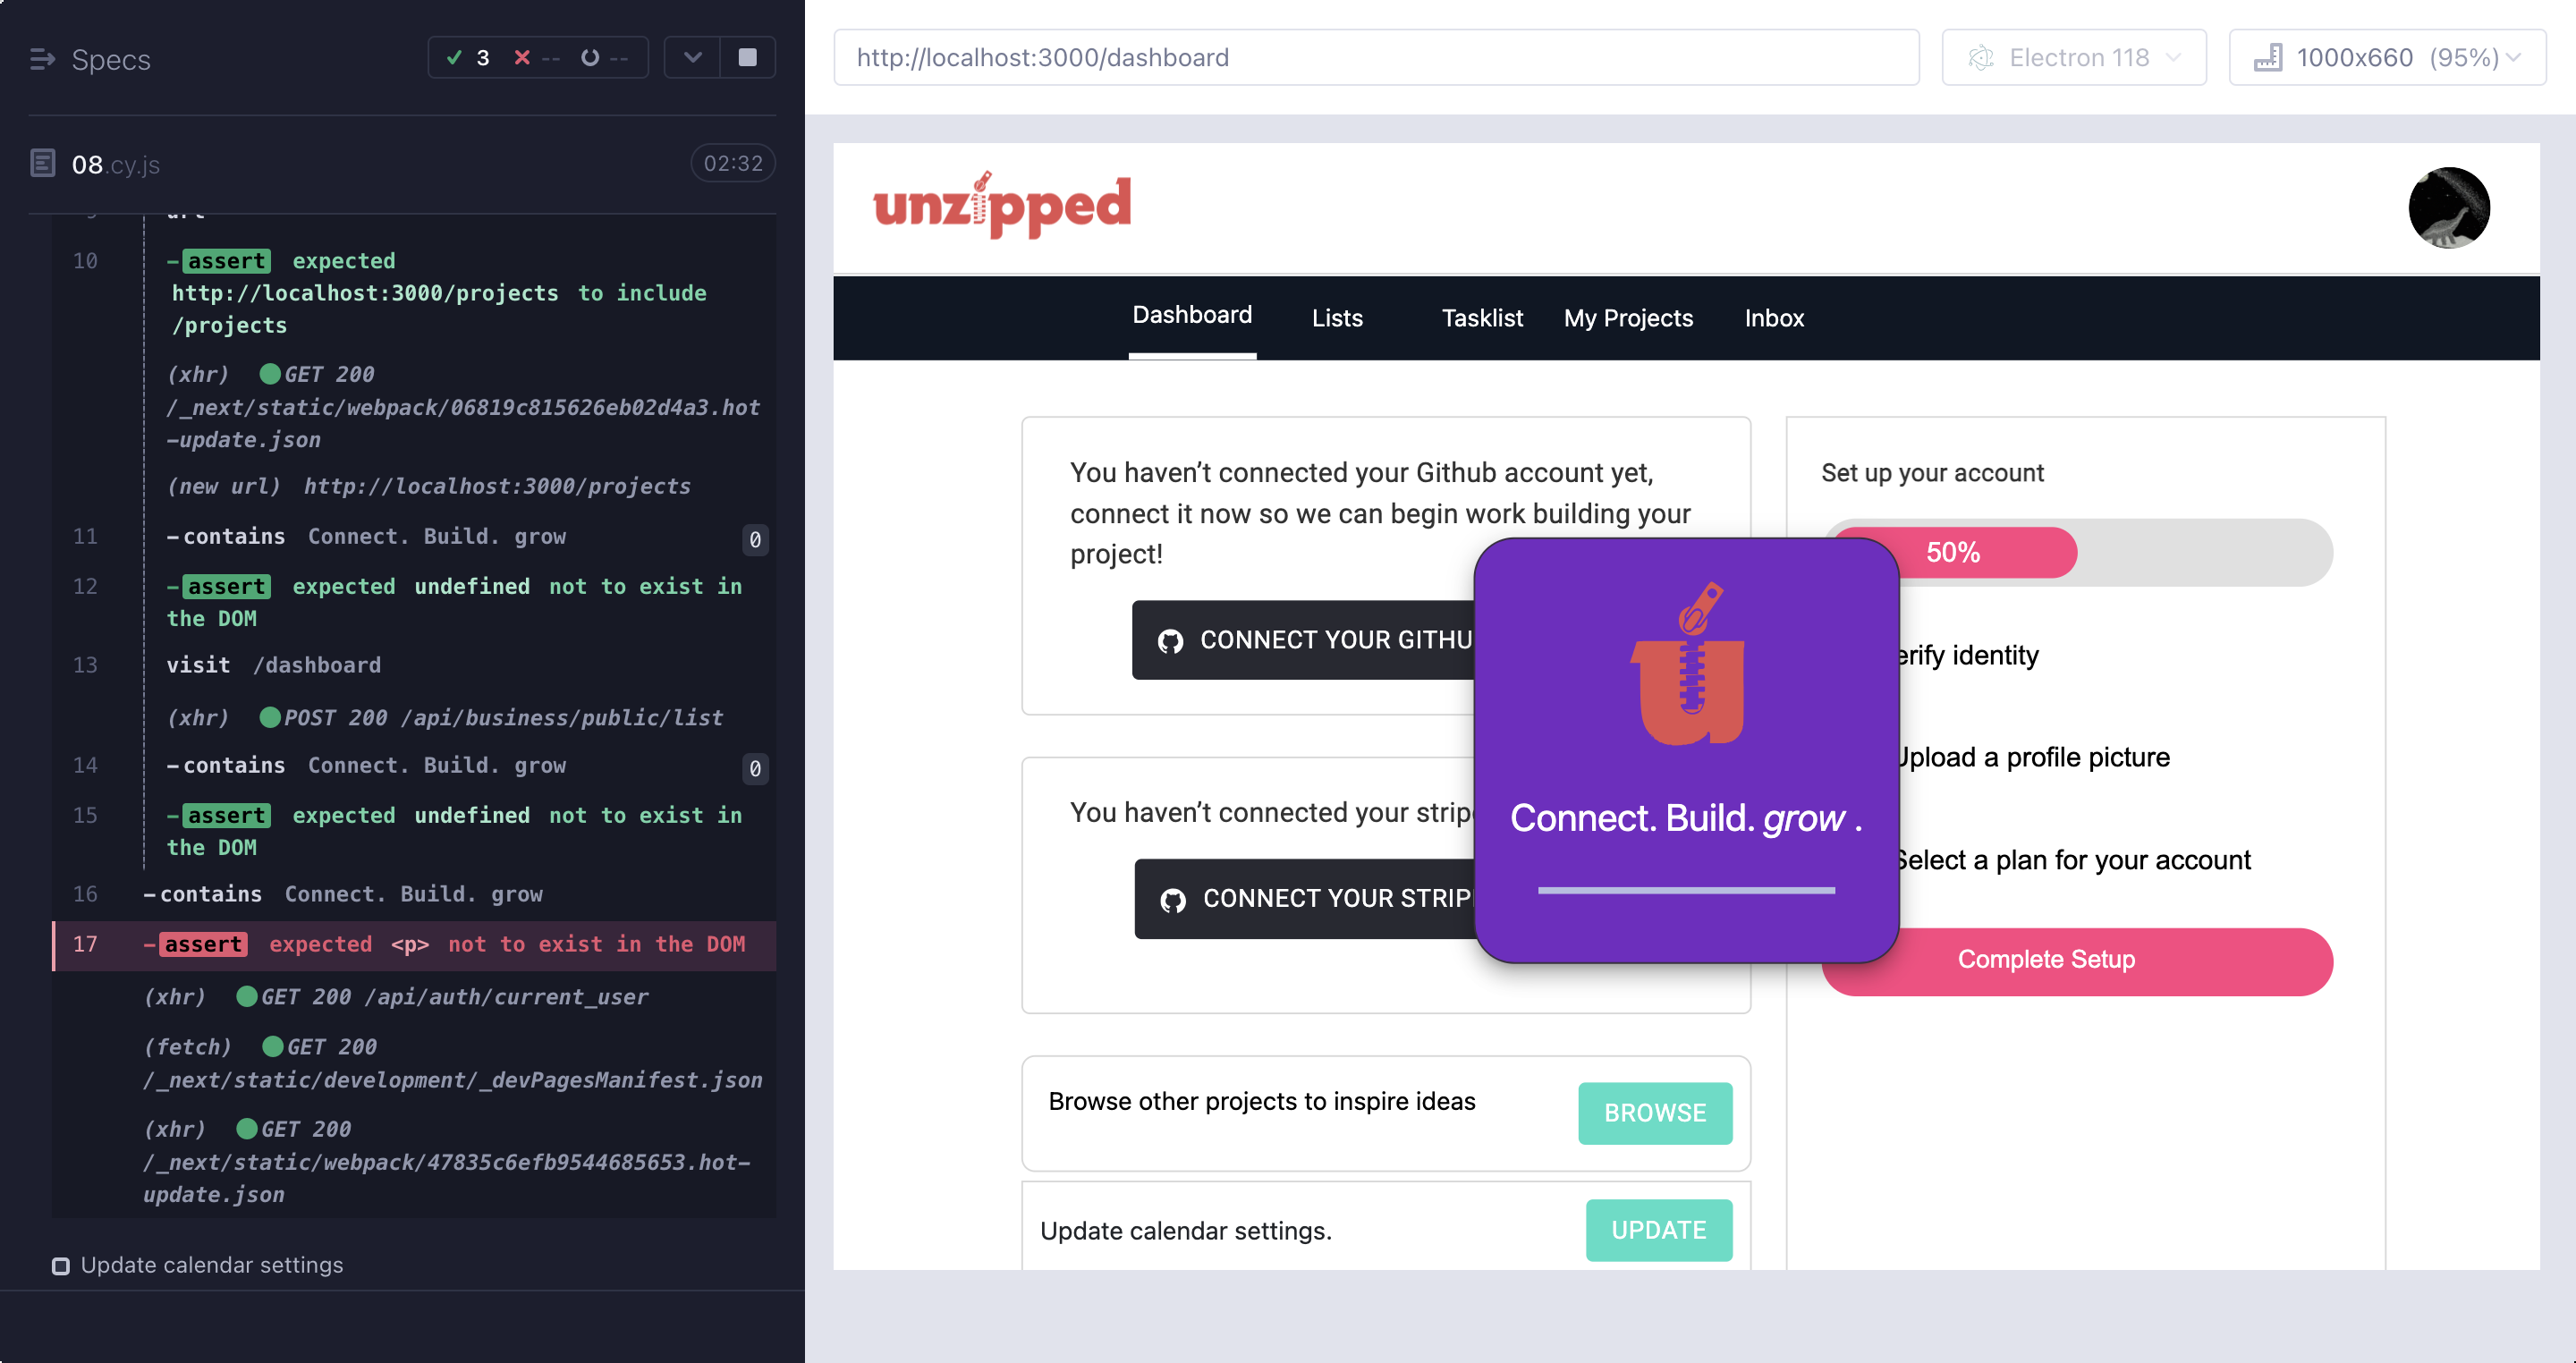 Specs
3
--
--
08.cy.js
02:32
10
-assert expected
http://localhost:3000/projects to include
/projects
(xhr) GET 200
/_next/static/webpack/06819c815626eb02d4a3.hot
-update.json
(new url) http://localhost:3000/projects
11
-contains Connect. Build. grow
0
12
-assert expected undefined not to exist in
the DOM
13
visit /dashboard
(xhr) POST 200 /api/business/public/list
14
-contains Connect. Build. grow
0
15
-assert expected undefined not to exist in
the DOM
16
-contains Connect. Build. grow
17
-assert expected <p> not to exist in the DOM
(xhr) GET 200 /api/auth/current_user
(fetch) GET 200
/_next/static/development/_devPagesManifest.json
(xhr) GET 200
/_next/static/webpack/47835c6efb9544685653.hot-
update.json
Update calendar settings
http://localhost:3000/dashboard
Electron 118
1000x660 (95%)
unzipped
Dashboard
Lists
Tasklist
My Projects
Inbox
You haven’t connected your Github account yet,
connect it now so we can begin work building your
project!
CONNECT YOUR GITHU
You haven’t connected your strip
CONNECT YOUR STRIP
Browse other projects to inspire ideas
BROWSE
Update calendar settings.
UPDATE
u
Connect. Build. grow .
Set up your account
50%
erify identity
Upload a profile picture
Select a plan for your account
Complete Setup